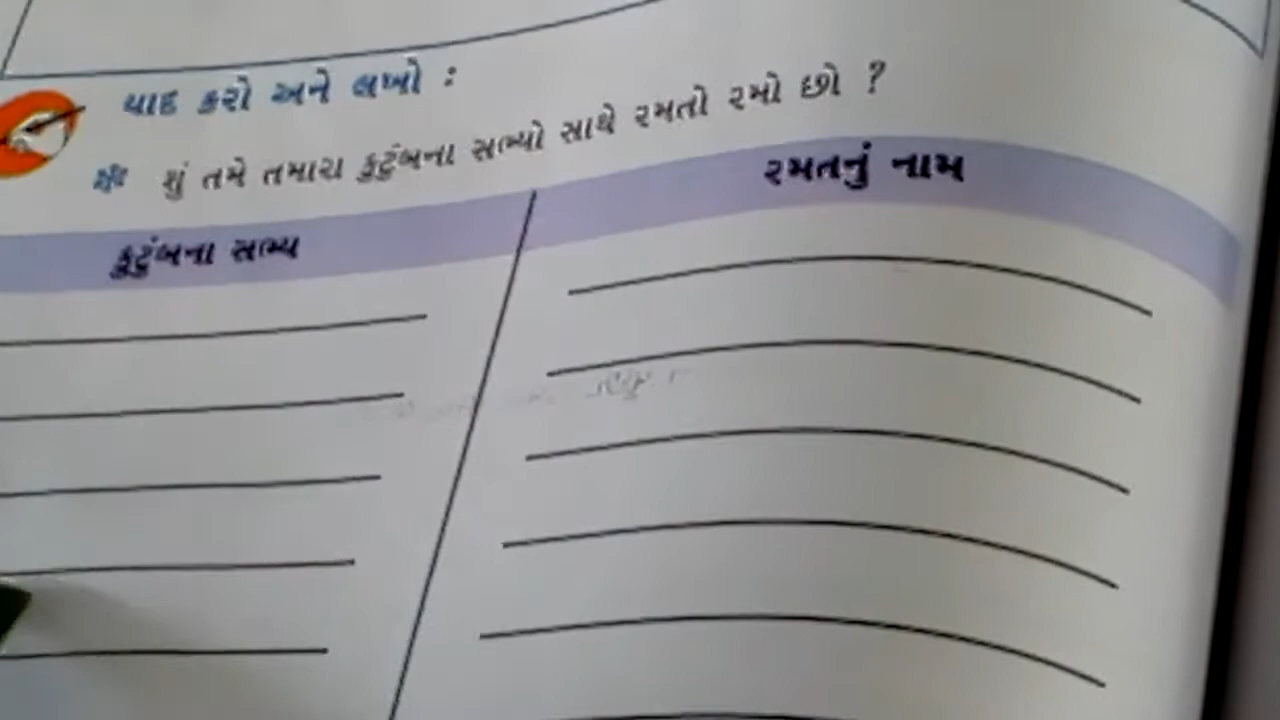 યાદ કરો અને લખો :
શું તમે તમારા કુટુંબના સભ્યો સાથે રમતો રમો છો ?
કુટુંબના સભ્ય
રમતનું નામ